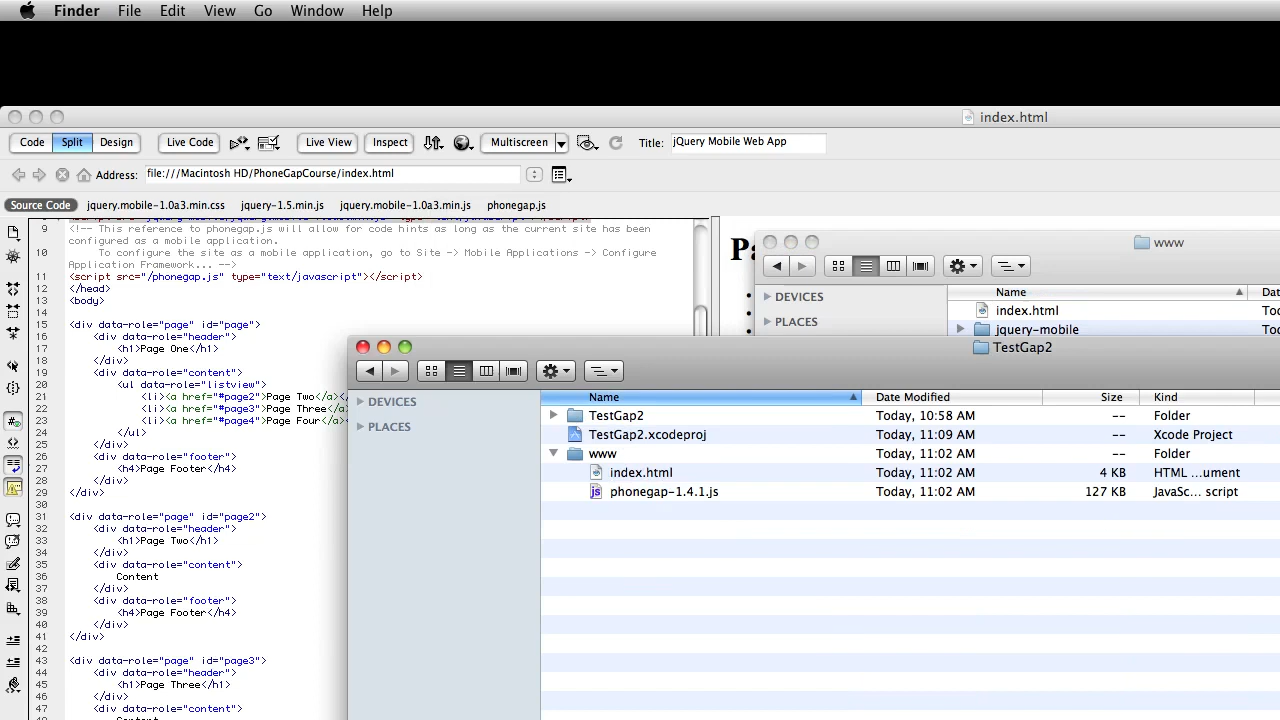 Finder File Edit View Go Window Help
index.html
Code Split Design Live Code Live View Inspect Multiscreen Title: jQuery Mobile Web App
Address: file:///Macintosh HD/PhoneGapCourse/index.html
Source Code jquery.mobile-1.0a3.min.css jquery-1.5.min.js jquery.mobile-1.0a3.min.js phonegap.js
9 <!-- This reference to phonegap.js will allow for code hints as long as the current site has been
configured as a mobile application.
10 To configure the site as a mobile application, go to Site -> Mobile Applications -> Configure
Application Framework... -->
11 <script src="/phonegap.js" type="text/javascript"></script>
12 </head>
13 <body>
14
15 <div data-role="page" id="page">
16 <div data-role="header">
17 <h1>Page One</h1>
18 </div>
19 <div data-role="content">
20 <ul data-role="listview">
21 <li><a href="#page2">Page Two</a><
22 <li><a href="#page3">Page Three</a
23 <li><a href="#page4">Page Four</a>
24 </ul>
25 </div>
26 <div data-role="footer">
27 <h4>Page Footer</h4>
28 </div>
29 </div>
30
31 <div data-role="page" id="page2">
32 <div data-role="header">
33 <h1>Page Two</h1>
34 </div>
35 <div data-role="content">
36 Content
37 </div>
38 <div data-role="footer">
39 <h4>Page Footer</h4>
40 </div>
41 </div>
42
43 <div data-role="page" id="page3">
44 <div data-role="header">
45 <h1>Page Three</h1>
46 </div>
47 <div data-role="content">
www
DEVICES
PLACES
Name
index.html
jquery-mobile
TestGap2
DEVICES
PLACES
Name Date Modified Size Kind
TestGap2 Today, 10:58 AM -- Folder
TestGap2.xcodeproj Today, 11:09 AM -- Xcode Project
www Today, 11:02 AM -- Folder
index.html Today, 11:02 AM 4 KB HTML ...ument
phonegap-1.4.1.js Today, 11:02 AM 127 KB JavaSc... script